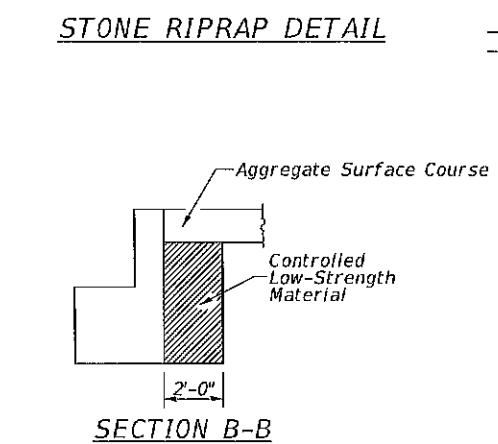 STONE RIPRAP DETAIL
Aggregate Surface Course
Controlled
Low-Strength
Material
2'-0"
SECTION B-B